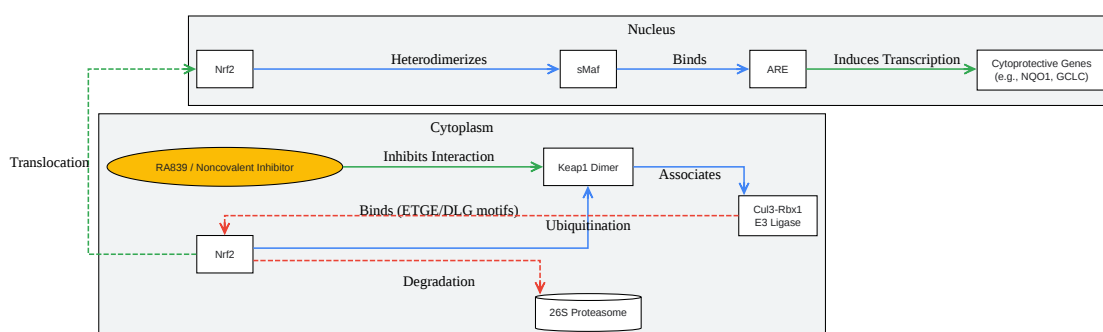 Nucleus
Nrf2
Heterodimerizes
sMaf
Binds
ARE
Induces Transcription
Cytoprotective Genes
(e.g., NQO1, GCLC)
Translocation
Cytoplasm
RA839 / Noncovalent Inhibitor
Inhibits Interaction
Keap1 Dimer
Associates
Cul3-Rbx1
E3 Ligase
Binds (ETGE/DLG motifs)
Ubiquitination
Nrf2
Degradation
26S Proteasome